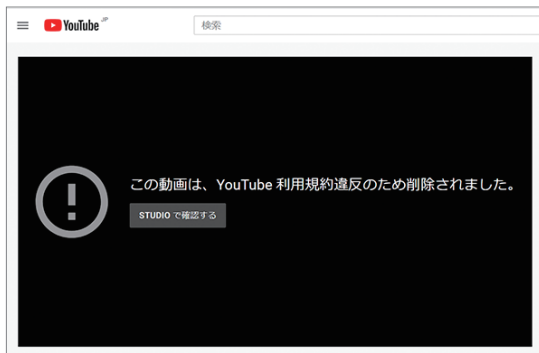 YouTube JP
検索
この動画は、YouTube 利用規約違反のため削除されました。
STUDIO で確認する